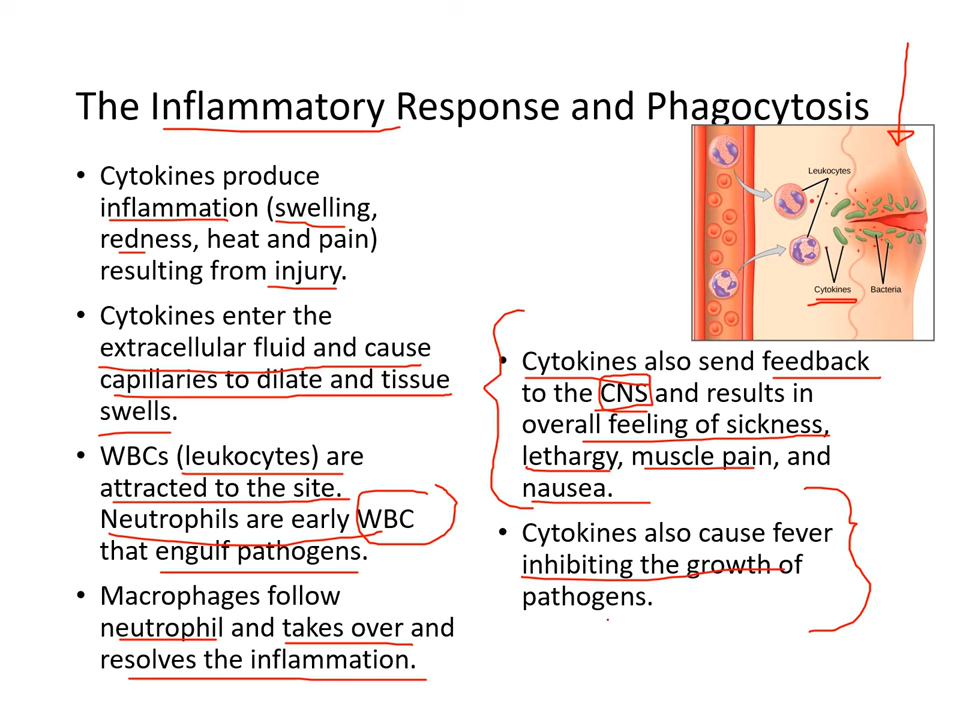 The Inflammatory Response and Phagocytosis
• Cytokines produce
inflammation (swelling,
redness, heat and pain)
resulting from injury.
• Cytokines enter the
extracellular fluid and cause
capillaries to dilate and tissue
swells.
• WBCs (leukocytes) are
attracted to the site.
Neutrophils are early WBC
that engulf pathogens.
• Macrophages follow
neutrophil and takes over and
resolves the inflammation.
Leukocytes
Cytokines
Bacteria
• Cytokines also send feedback
to the CNS and results in
overall feeling of sickness,
lethargy, muscle pain, and
nausea.
• Cytokines also cause fever
inhibiting the growth of
pathogens.